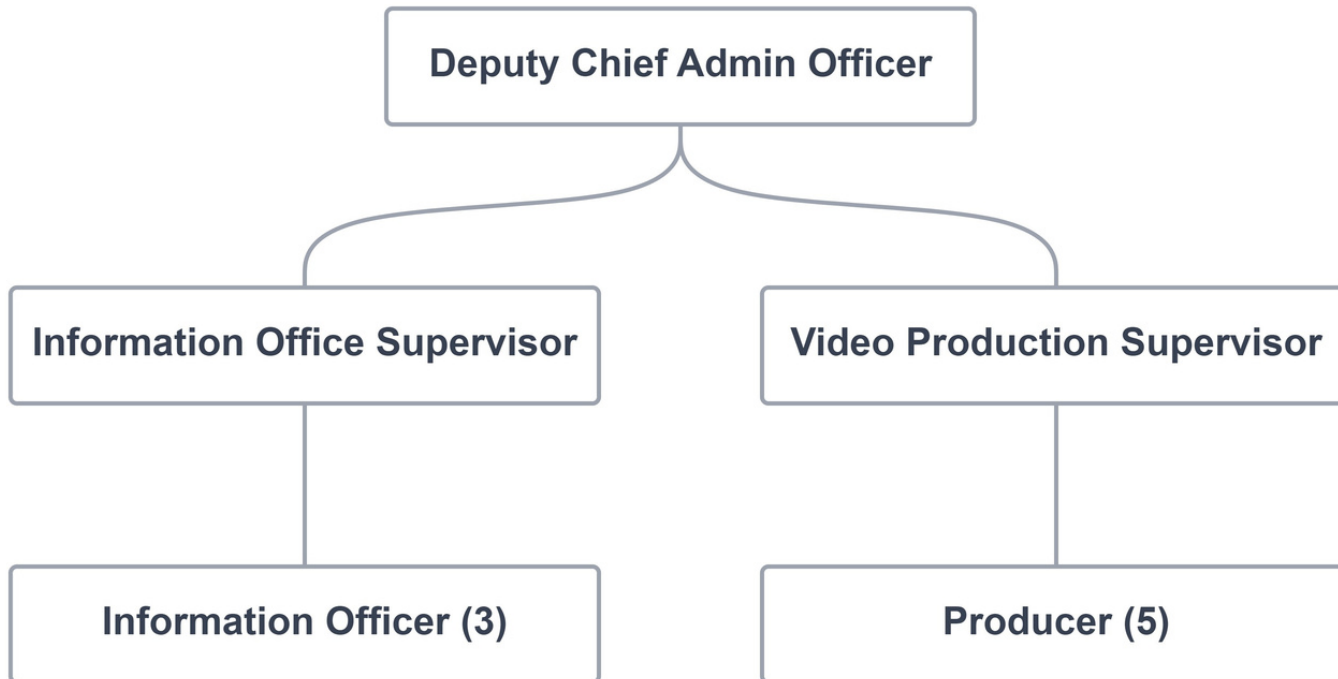 Deputy Chief Admin Officer
Information Office Supervisor
Video Production Supervisor
Information Officer (3)
Producer (5)